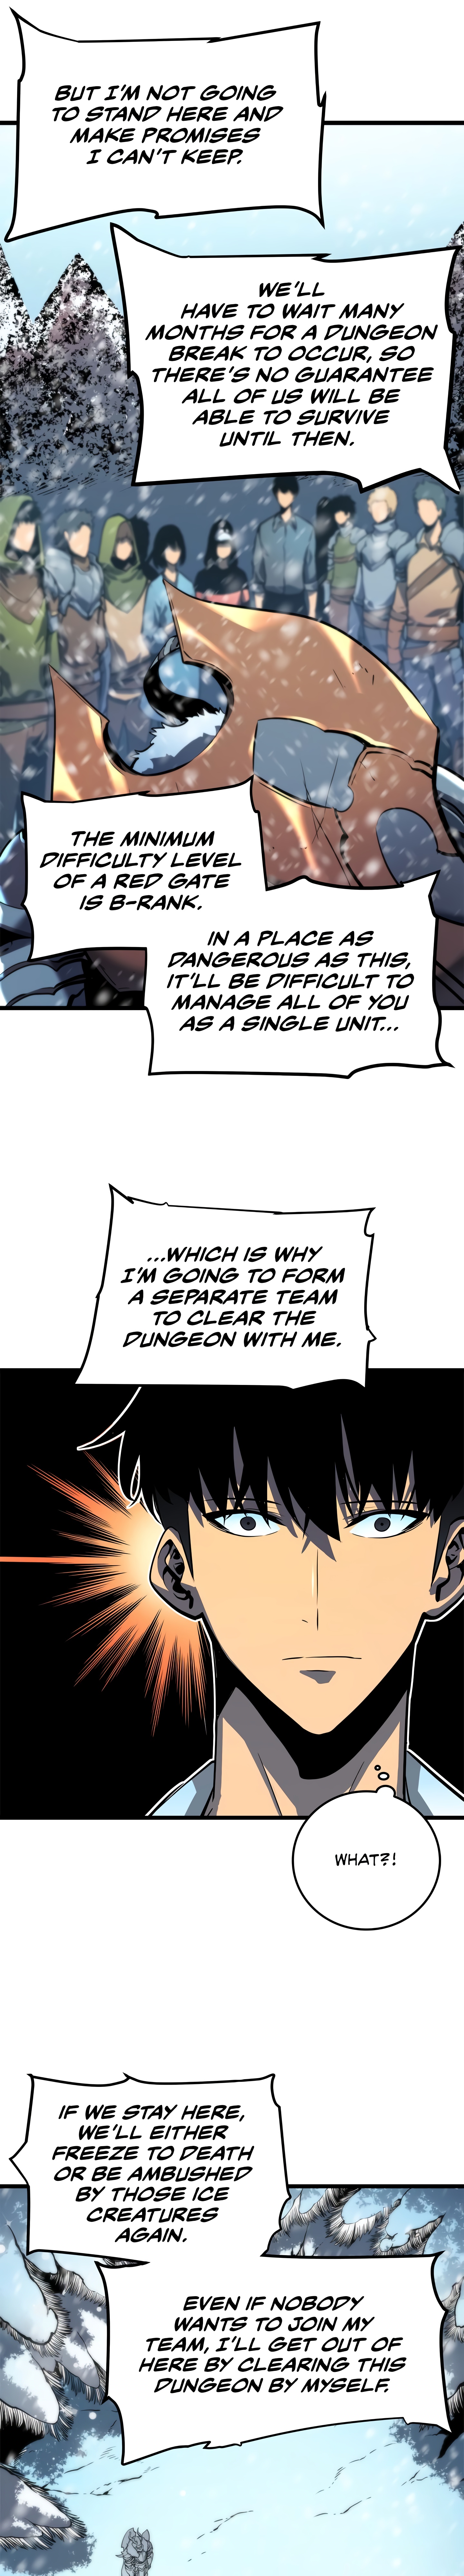 BUT I'M NOT GOING
TO STAND HERE AND
MAKE PROMISES
I CAN'T KEEP.
WE'LL
HAVE TO WAIT MANY
MONTHS FOR A DUNGEON
BREAK TO OCCUR, SO
THERE'S NO GUARANTEE
ALL OF US WILL BE
ABLE TO SURVIVE
UNTIL THEN.
THE MINIMUM
DIFFICULTY LEVEL
OF A RED GATE
IS B-RANK.
IN A PLACE AS
DANGEROUS AS THIS,
IT'LL BE DIFFICULT TO
MANAGE ALL OF YOU
AS A SINGLE UNIT...
...WHICH IS WHY
I'M GOING TO FORM
A SEPARATE TEAM
TO CLEAR THE
DUNGEON WITH ME.
WHAT?!
IF WE STAY HERE,
WE'LL EITHER
FREEZE TO DEATH
OR BE AMBUSHED
BY THOSE ICE
CREATURES
AGAIN.
EVEN IF NOBODY
WANTS TO JOIN MY
TEAM, I'LL GET OUT OF
HERE BY CLEARING THIS
DUNGEON BY MYSELF.